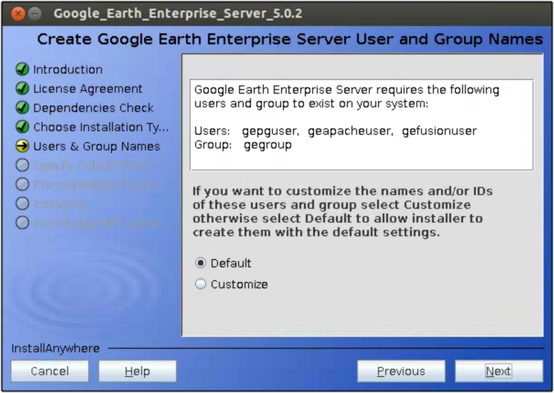 Google_Earth_Enterprise_Server_5.0.2
Create Google Earth Enterprise Server User and Group Names
Introduction
License Agreement
Dependencies Check
Choose Installation Ty...
Users & Group Names
Google Earth Enterprise Server requires the following
users and group to exist on your system:
Users: gepguser, geapacheuser, gefusionuser
Group: gegroup
If you want to customize the names and/or IDs
of these users and group select Customize
otherwise select Default to allow installer to
create them with the default settings.
Default
Customize
InstallAnywhere
Cancel
Help
Previous
Next